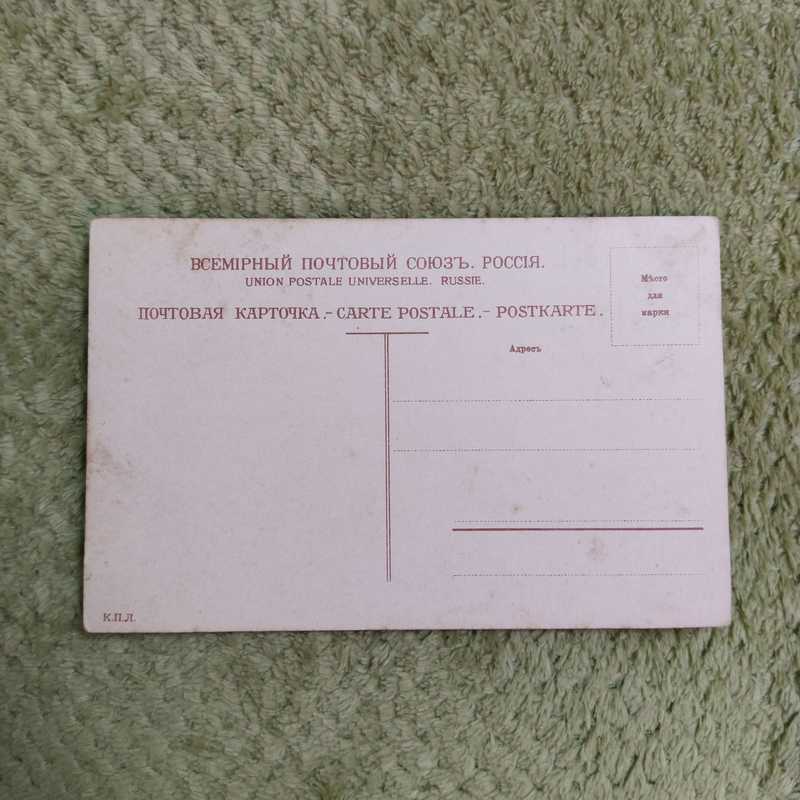 ВСЕМІРНЫЙ ПОЧТОВЫЙ СОЮЗЪ. РОССІЯ.
UNION POSTALE UNIVERSELLE. RUSSIE.
ПОЧТОВАЯ КАРТОЧКА.-CARTE POSTALE.-POSTKARTE.
Мѣсто
для
марки
Адресъ
К.П.Л.